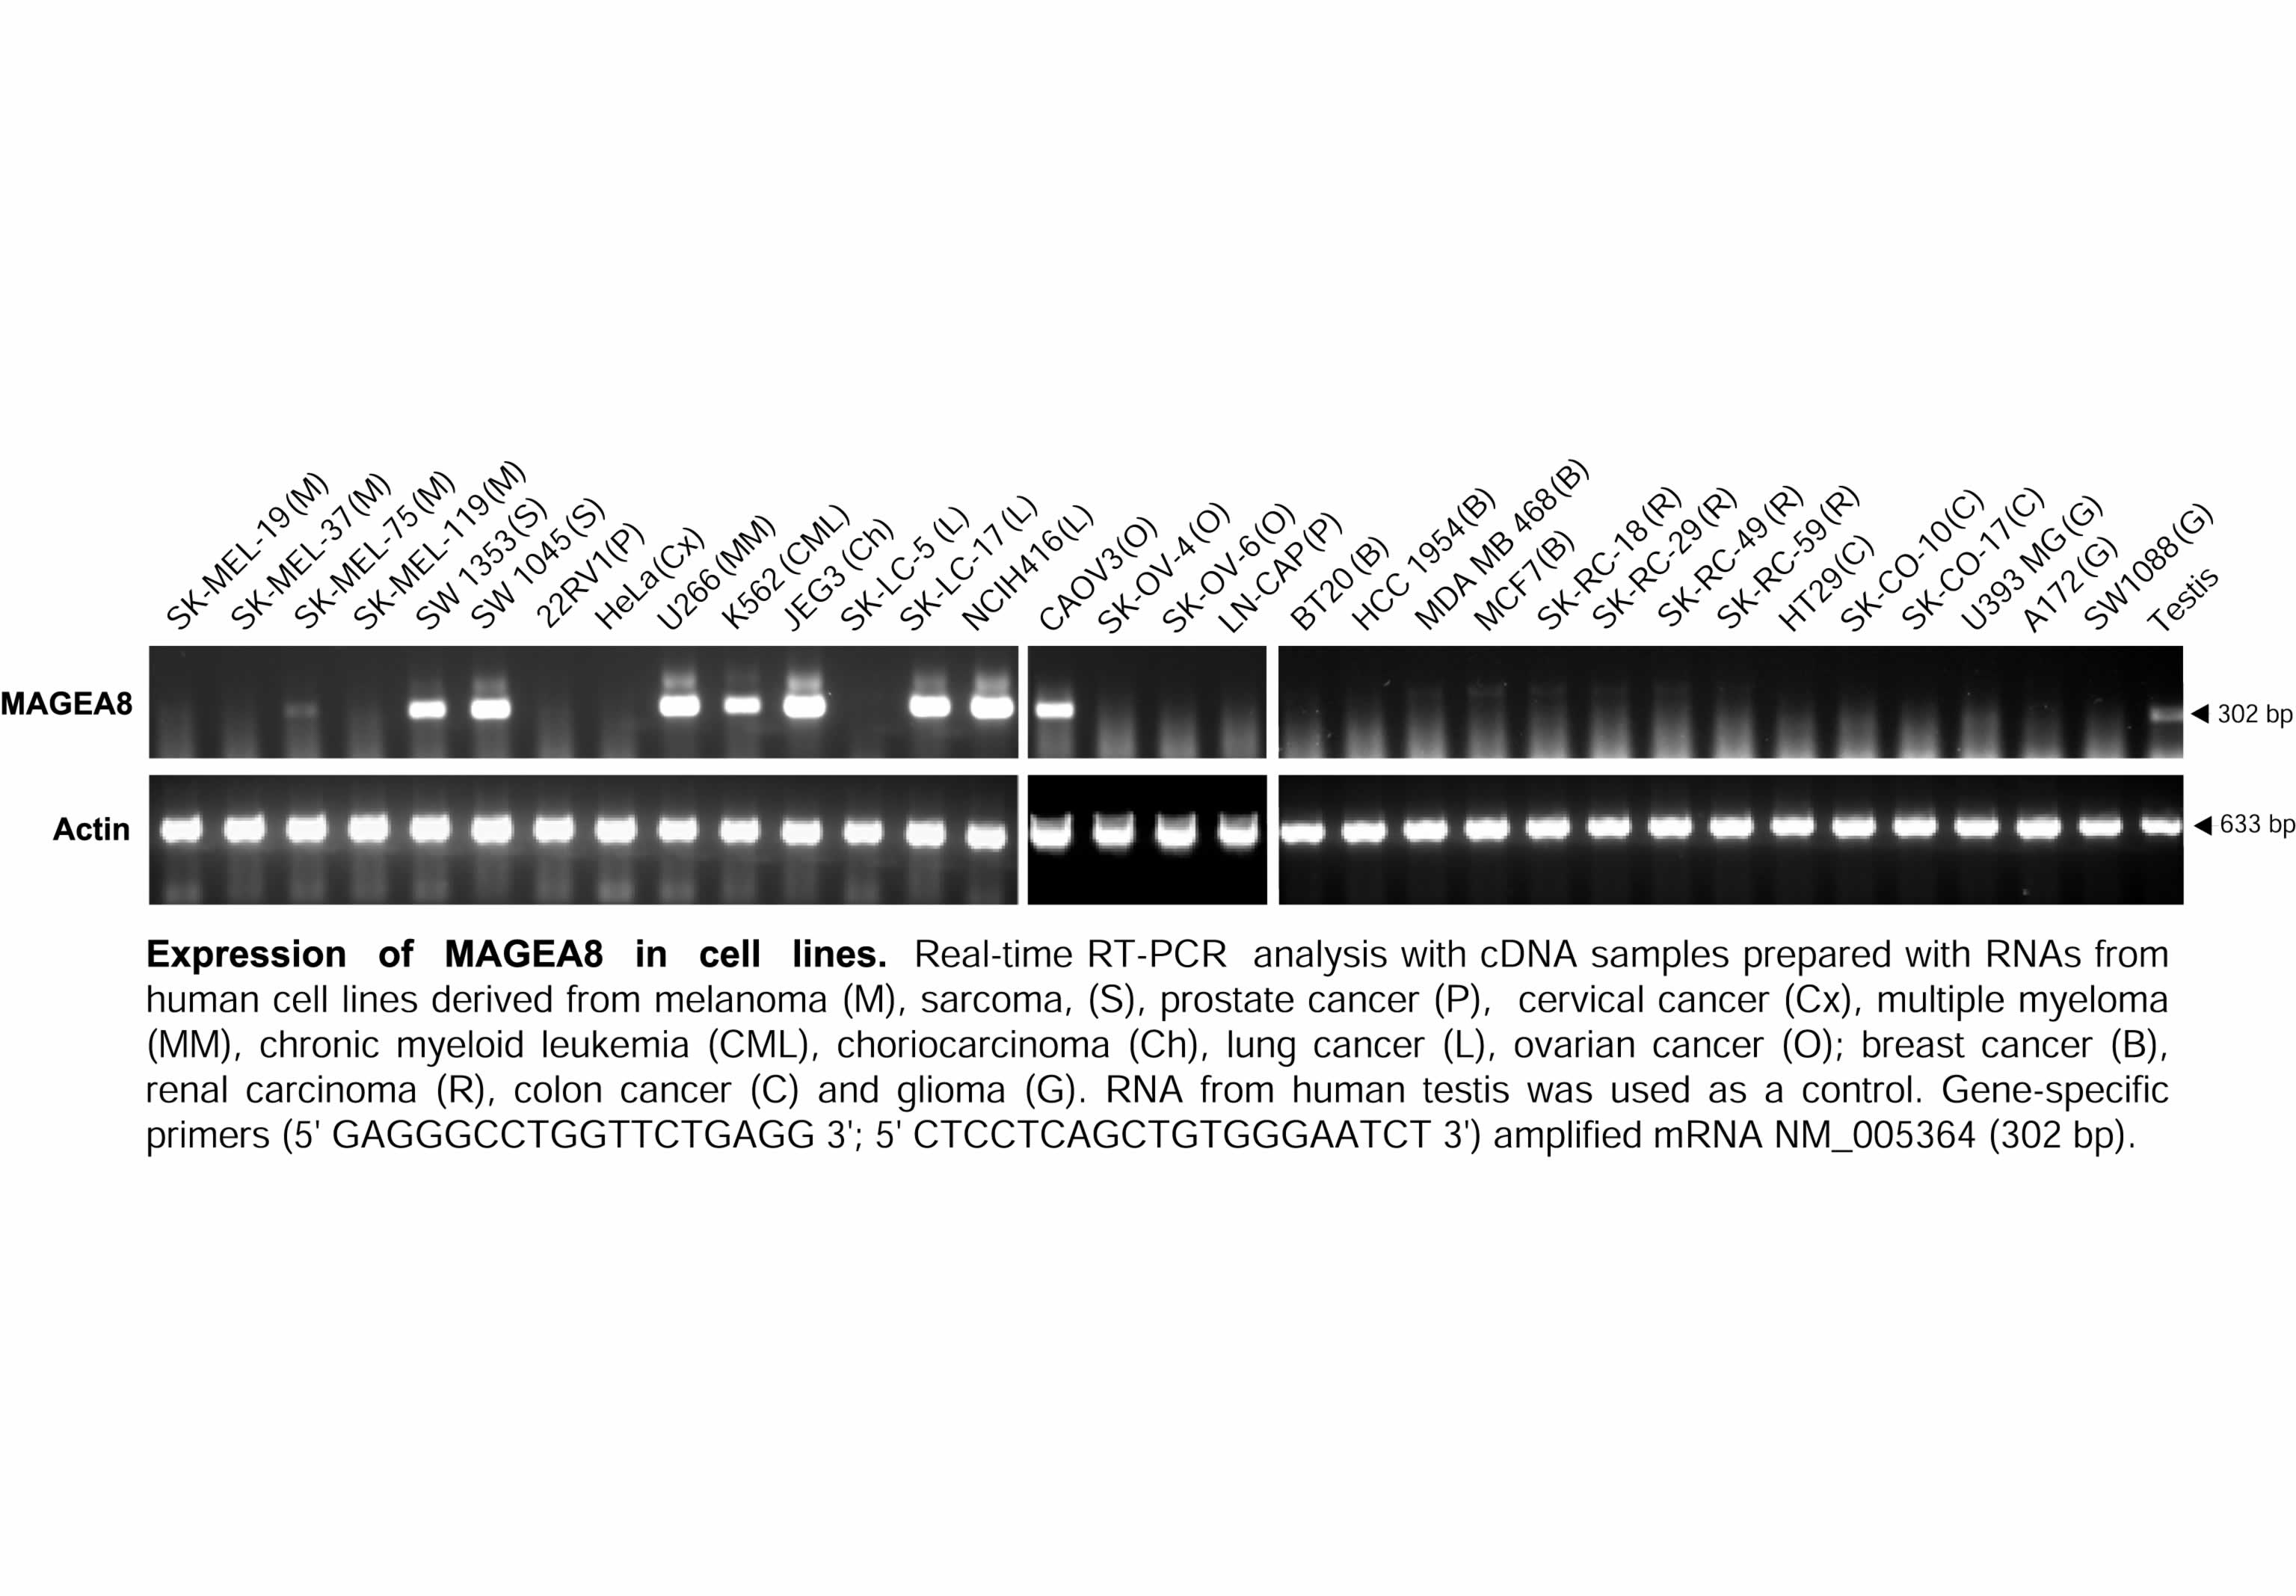 SK-MEL-19 (M)
SK-MEL-37 (M)
SK-MEL-75 (M)
SK-MEL-119 (M)
SW 1353 (S)
SW 1045 (S)
22RV1(P)
HeLa(Cx)
U266 (MM)
K562 (CML)
JEG3 (Ch)
SK-LC-5 (L)
SK-LC-17 (L)
NCIH416(L)
CAOV3(O)
SK-OV-4 (O)
SK-OV-6(O)
LN-CAP(P)
BT20 (B)
HCC 1954(B)
MDA MB 468 (B)
MCF7(B)
SK-RC-18 (R)
SK-RC-29 (R)
SK-RC-49 (R)
SK-RC-59 (R)
HT29 (C)
SK-CO-10(C)
SK-CO-17(C)
U393 MG (G)
A172 (G)
SW1088 (G)
Testis
MAGEA8
302 bp
Actin
633 bp
Expression of MAGEA8 in cell lines. Real-time RT-PCR analysis with cDNA samples prepared with RNAs from
human cell lines derived from melanoma (M), sarcoma, (S), prostate cancer (P), cervical cancer (Cx), multiple myeloma
(MM), chronic myeloid leukemia (CML), choriocarcinoma (Ch), lung cancer (L), ovarian cancer (O); breast cancer (B),
renal carcinoma (R), colon cancer (C) and glioma (G). RNA from human testis was used as a control. Gene-specific
primers (5' GAGGGCCTGGTTCTGAGG 3'; 5' CTCCTCAGCTGTGGGAATCT 3') amplified mRNA NM_005364 (302 bp).